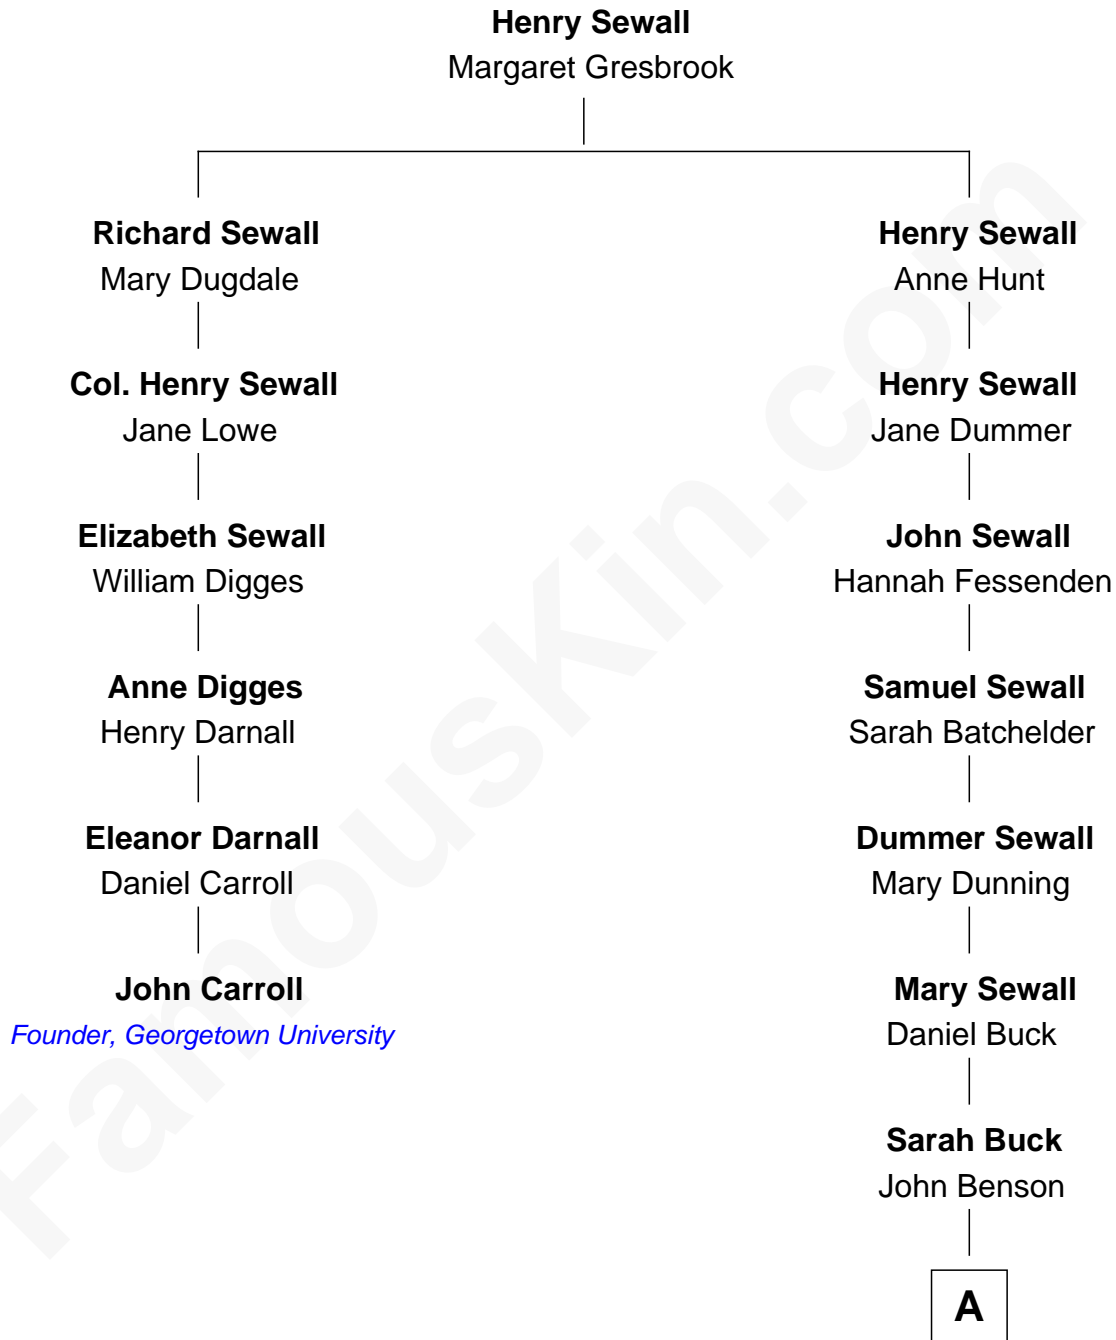 Henry Sewall
Margaret Gresbrook
Richard Sewall
Mary Dugdale
Henry Sewall
Anne Hunt
Col. Henry Sewall
Jane Lowe
Henry Sewall
Jane Dummer
Elizabeth Sewall
William Digges
John Sewall
Hannah Fessenden
Anne Digges
Henry Darnall
Samuel Sewall
Sarah Batchelder
Eleanor Darnall
Daniel Carroll
Dummer Sewall
Mary Dunning
John Carroll
Founder, Georgetown University
Mary Sewall
Daniel Buck
Sarah Buck
John Benson
A
FamousKin.com